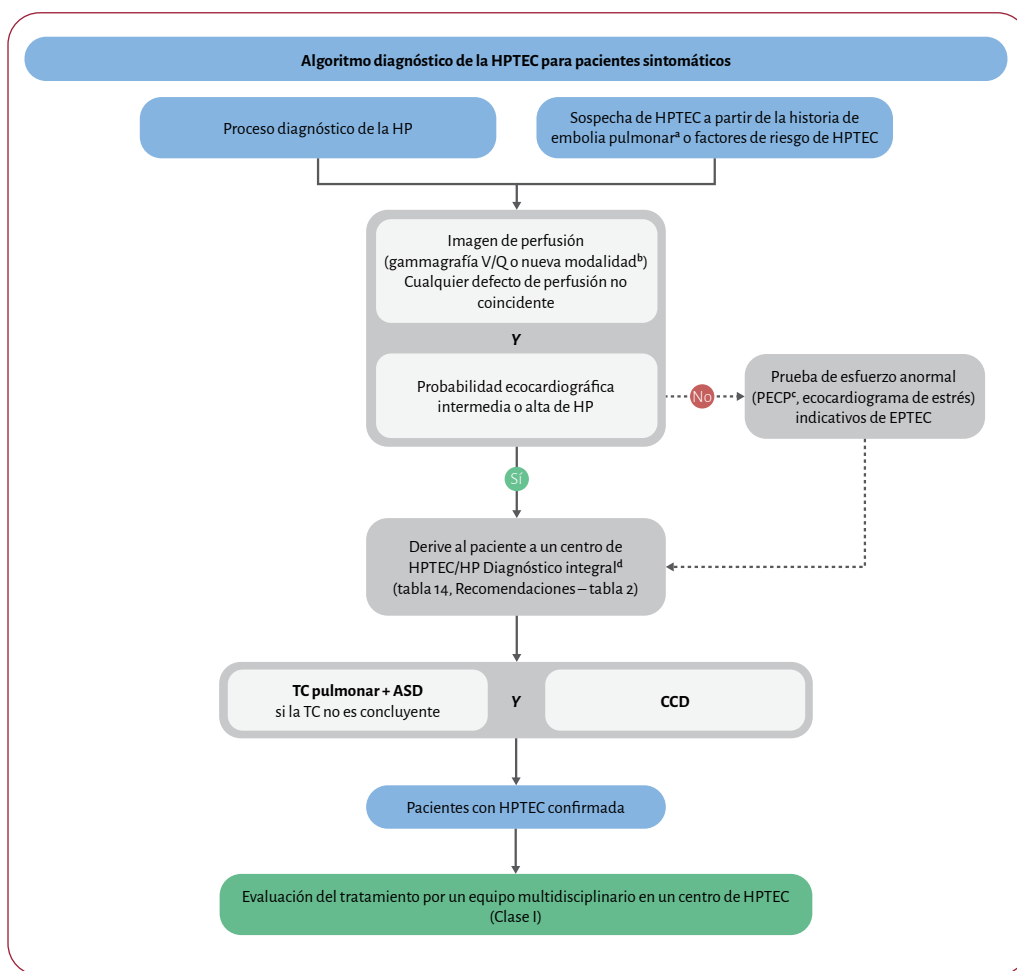 Algoritmo diagnóstico de la HPTEC para pacientes sintomáticos
Proceso diagnóstico de la HP
Sospecha de HPTEC a partir de la historia de
embolia pulmonarᵃ o factores de riesgo de HPTEC
Imagen de perfusión
(gammagrafía V/Q o nueva modalidadᵇ)
Cualquier defecto de perfusión no
coincidente
Y
Probabilidad ecocardiográfica
intermedia o alta de HP
No
Prueba de esfuerzo anormal
(PECPᶜ, ecocardiograma de estrés)
indicativos de EPTEC
Sí
Derive al paciente a un centro de
HPTEC/HP Diagnóstico integralᵈ
(tabla 14, Recomendaciones – tabla 2)
TC pulmonar + ASD
si la TC no es concluyente
Y
CCD
Pacientes con HPTEC confirmada
Evaluación del tratamiento por un equipo multidisciplinario en un centro de HPTEC
(Clase I)